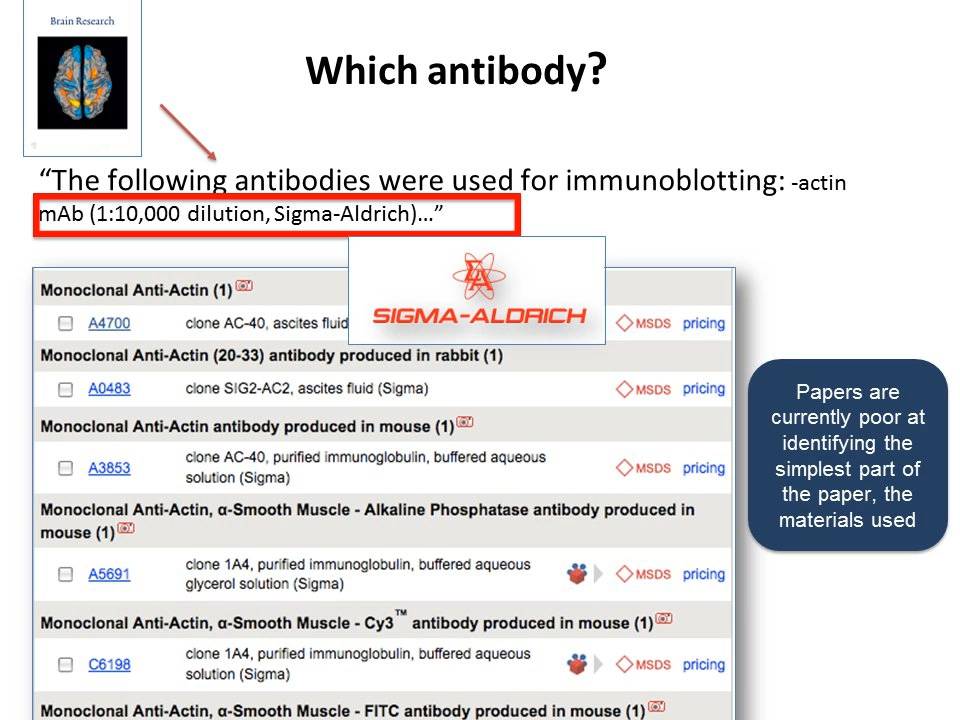 Brain Research
Which antibody?
“The following antibodies were used for immunoblotting: -actin
mAb (1:10,000 dilution, Sigma-Aldrich)…”
ΣA
SIGMA-ALDRICH
Monoclonal Anti-Actin (1)
A4700 clone AC-40, ascites fluid MSDS pricing
Monoclonal Anti-Actin (20-33) antibody produced in rabbit (1)
A0483 clone SIG2-AC2, ascites fluid (Sigma) MSDS pricing
Monoclonal Anti-Actin antibody produced in mouse (1)
A3853 clone AC-40, purified immunoglobulin, buffered aqueous
solution (Sigma) MSDS pricing
Monoclonal Anti-Actin, α-Smooth Muscle - Alkaline Phosphatase antibody produced in
mouse (1)
A5691 clone 1A4, purified immunoglobulin, buffered aqueous
glycerol solution (Sigma) MSDS pricing
Monoclonal Anti-Actin, α-Smooth Muscle - Cy3™ antibody produced in mouse (1)
C6198 clone 1A4, purified immunoglobulin, buffered aqueous
solution (Sigma) MSDS pricing
Monoclonal Anti-Actin, α-Smooth Muscle - FITC antibody produced in mouse (1)
Papers are
currently poor at
identifying the
simplest part of
the paper, the
materials used